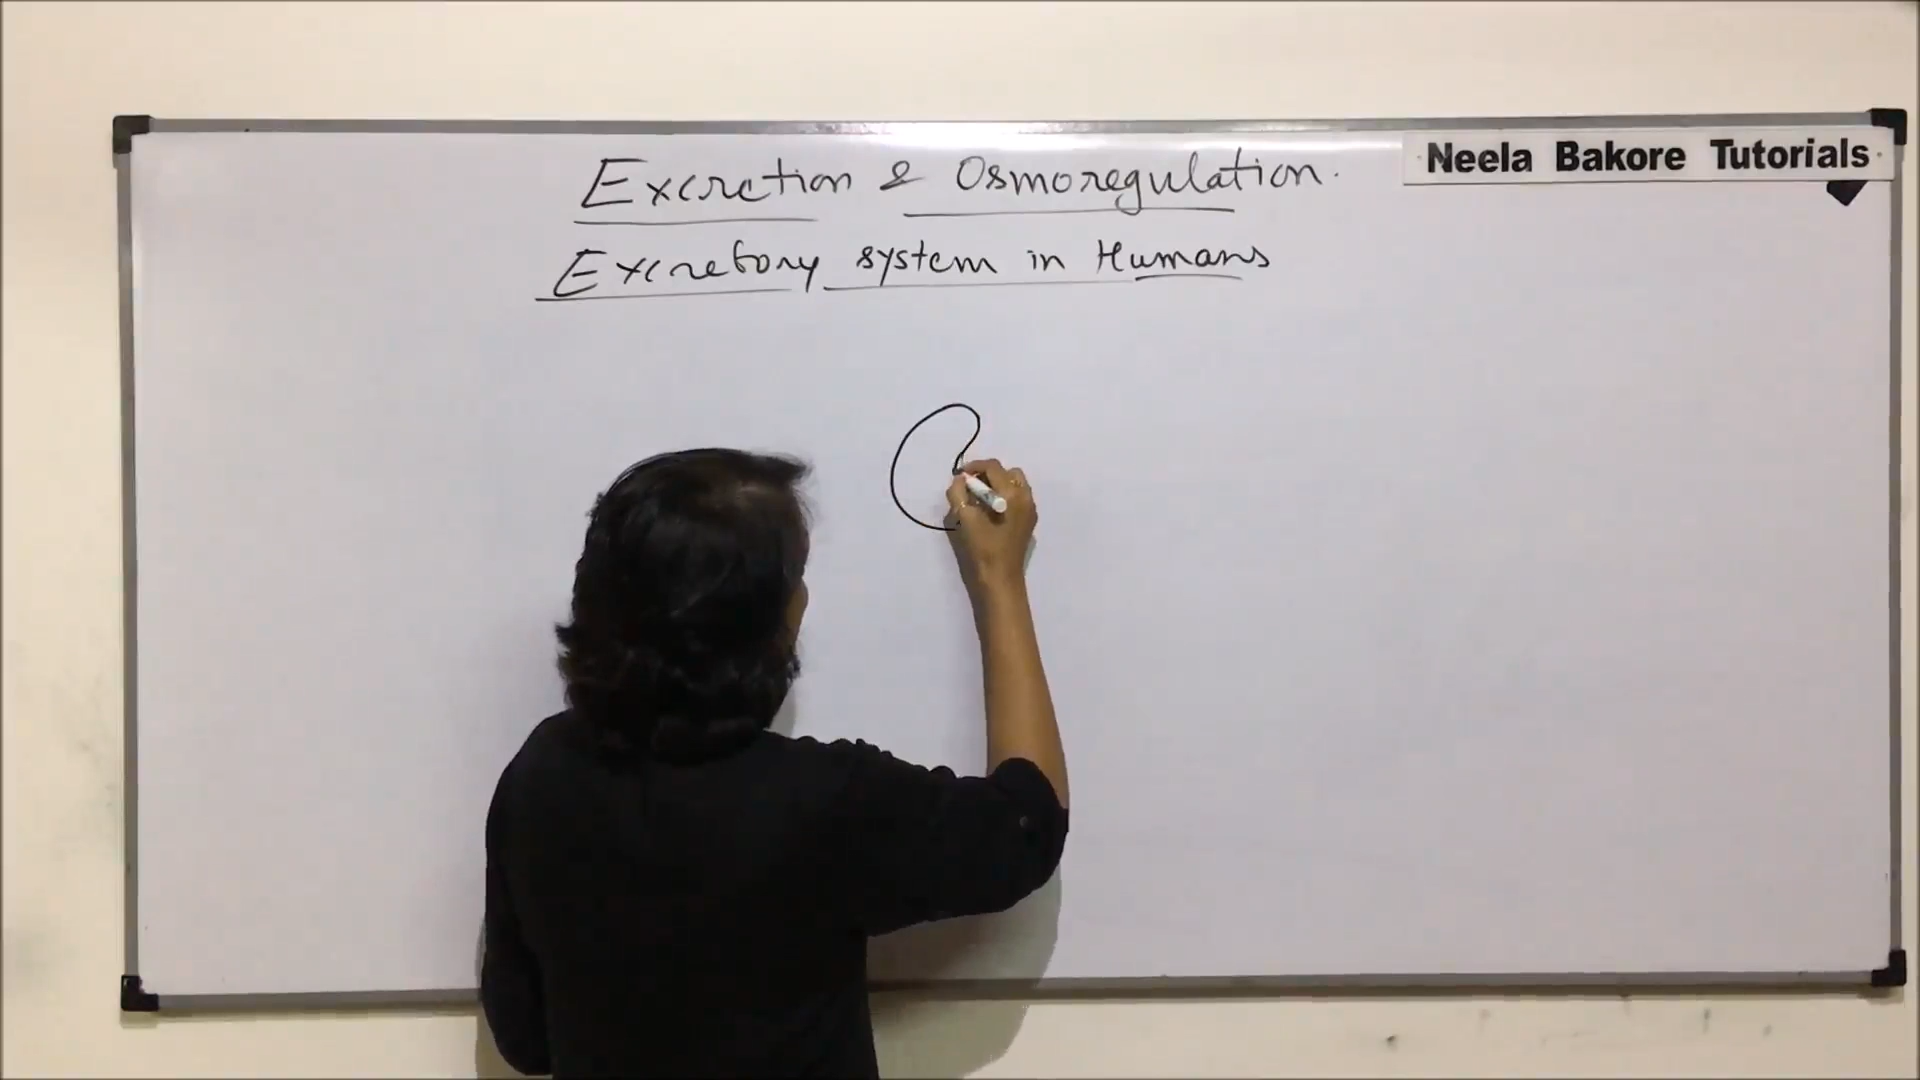 Neela Bakore Tutorials
Excretion & Osmoregulation.
Excretory system in Humans